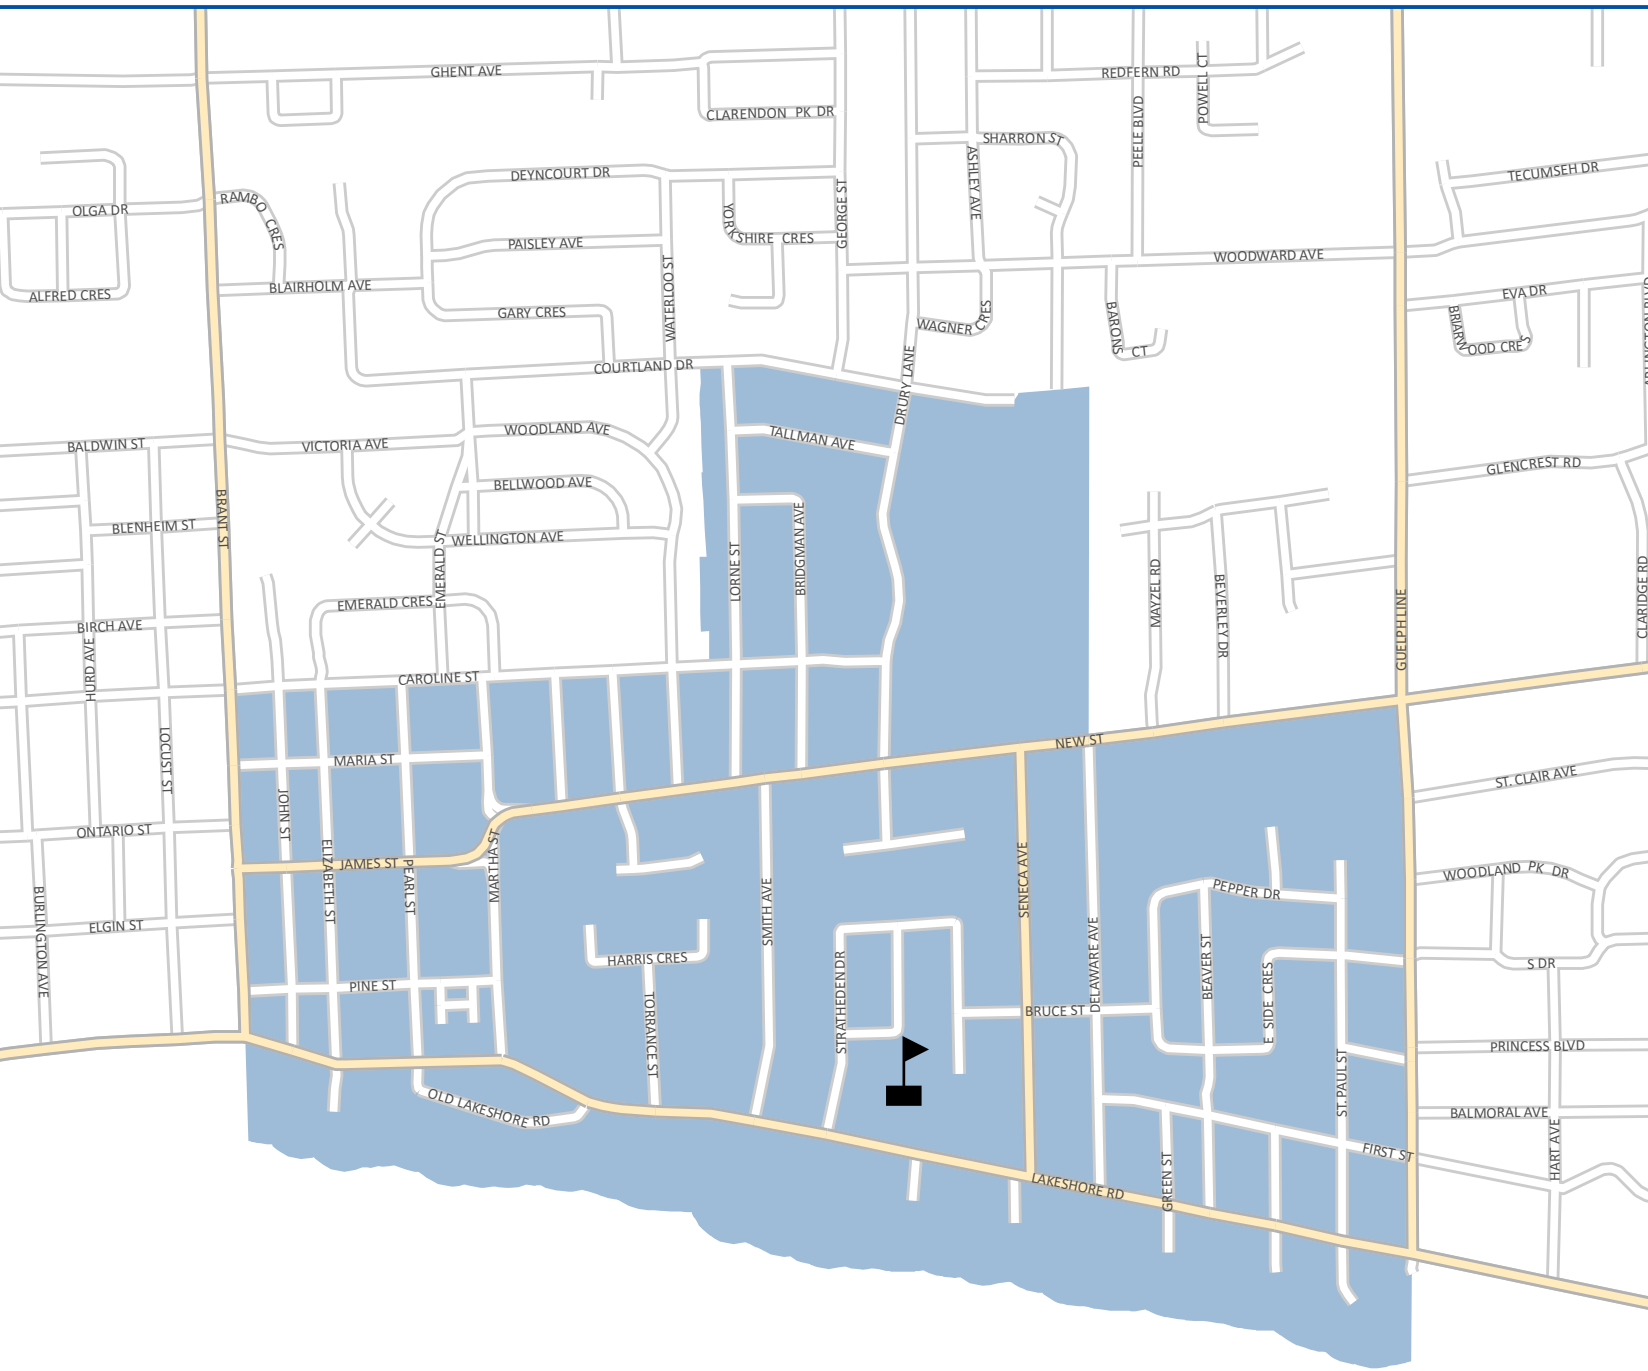 GHENT AVE
REDFERN RD
POWELL CT
CLARENDON PK DR
PEELE BLVD
SHARRON ST
ASHLEY AVE
DEYNCOURT DR
TECUMSEH DR
GEORGE ST
OLGA DR
RAMBO CRES
YORKSHIRE CRES
PAISLEY AVE
WOODWARD AVE
WATERLOO ST
BLAIRHOLM AVE
ALFRED CRES
EVA DR
GARY CRES
WAGNER CRES
BARONS CT
BRIARWOOD CRES
COURTLAND DR
DRURY LANE
BALDWIN ST
VICTORIA AVE
WOODLAND AVE
TALLMAN AVE
GLENCREST RD
BELLWOOD AVE
BRANT ST
BLENHEIM ST
WELLINGTON AVE
EMERALD ST
LORNE ST
BRIDGMAN AVE
MAYZEL RD
BEVERLEY DR
GUELPH LINE
CLARIDGE RD
EMERALD CRES
BIRCH AVE
HURD AVE
CAROLINE ST
LOCUST ST
NEW ST
MARIA ST
ST. CLAIR AVE
JOHN ST
ONTARIO ST
ELIZABETH ST
JAMES ST
PEARL ST
MARTHA ST
SMITH AVE
SENECA AVE
WOODLAND PK DR
PEPPER DR
BURLINGTON AVE
ELGIN ST
DELAWARE AVE
BEAVER ST
HARRIS CRES
STRATHEDEN DR
E SIDE CRES
S DR
PINE ST
TORRANCE ST
BRUCE ST
PRINCESS BLVD
ST. PAUL ST
OLD LAKESHORE RD
BALMORAL AVE
HART AVE
FIRST ST
GREEN ST
LAKESHORE RD